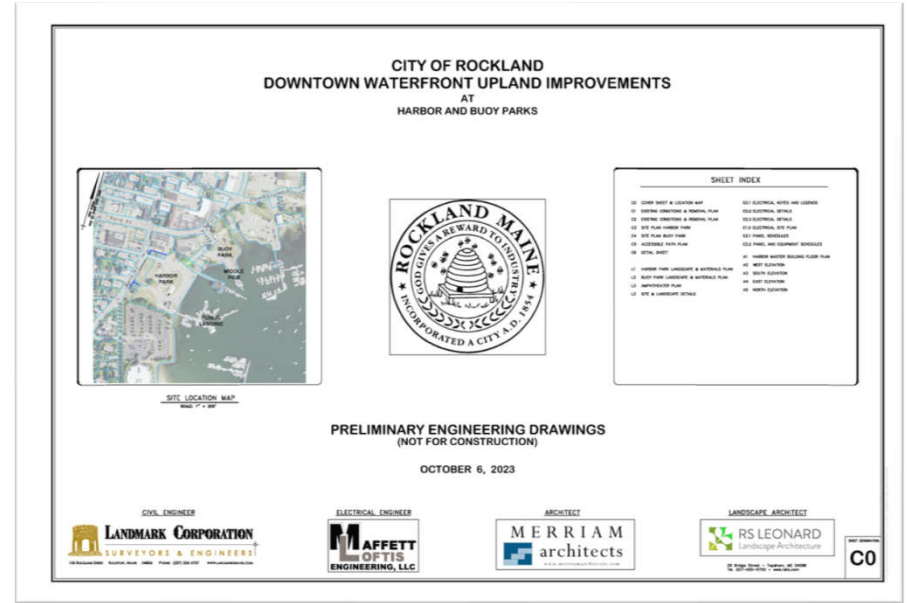 CITY OF ROCKLAND
DOWNTOWN WATERFRONT UPLAND IMPROVEMENTS
AT
HARBOR AND BUOY PARKS
BUOY
PARK
MIDDLE
PIER
HARBOR
PARK
PUBLIC
LANDING
SITE LOCATION MAP
ROCKLAND MAINE
GOD GIVES A REWARD TO INDUSTRY
INCORPORATED A CITY A.D. 1854
SHEET INDEX
C0 COVER SHEET & LOCATION MAP
C1 EXISTING CONDITIONS & REMOVAL PLAN
C2 EXISTING CONDITIONS & REMOVAL PLAN
C3 SITE PLAN HARBOR PARK
C4 SITE PLAN BUOY PARK
C5 ACCESSIBLE PATH PLAN
C6 DETAIL SHEET
L1 HARBOR PARK LANDSCAPE & MATERIALS PLAN
L2 BUOY PARK LANDSCAPE & MATERIALS PLAN
L3 AMPHITHEATER PLAN
L4 SITE & LANDSCAPE DETAILS
ELECTRICAL NOTES AND LEGENDS
ELECTRICAL DETAILS
ELECTRICAL DETAILS
ELECTRICAL SITE PLAN
PANEL SCHEDULES
PANEL AND EQUIPMENT SCHEDULES
A1 HARBOR MASTER BUILDING FLOOR PLAN
A2 WEST ELEVATION
A3 SOUTH ELEVATION
A4 EAST ELEVATION
NORTH ELEVATION
PRELIMINARY ENGINEERING DRAWINGS
(NOT FOR CONSTRUCTION)
OCTOBER 6, 2023
CIVIL ENGINEER
LANDMARK CORPORATION
SURVEYORS & ENGINEERS
ELECTRICAL ENGINEER
MAFFETT
LOFTIS
ENGINEERING, LLC
ARCHITECT
MERRIAM
architects
www.merriamarchitects.com
LANDSCAPE ARCHITECT
RS LEONARD
Landscape Architecture
C0